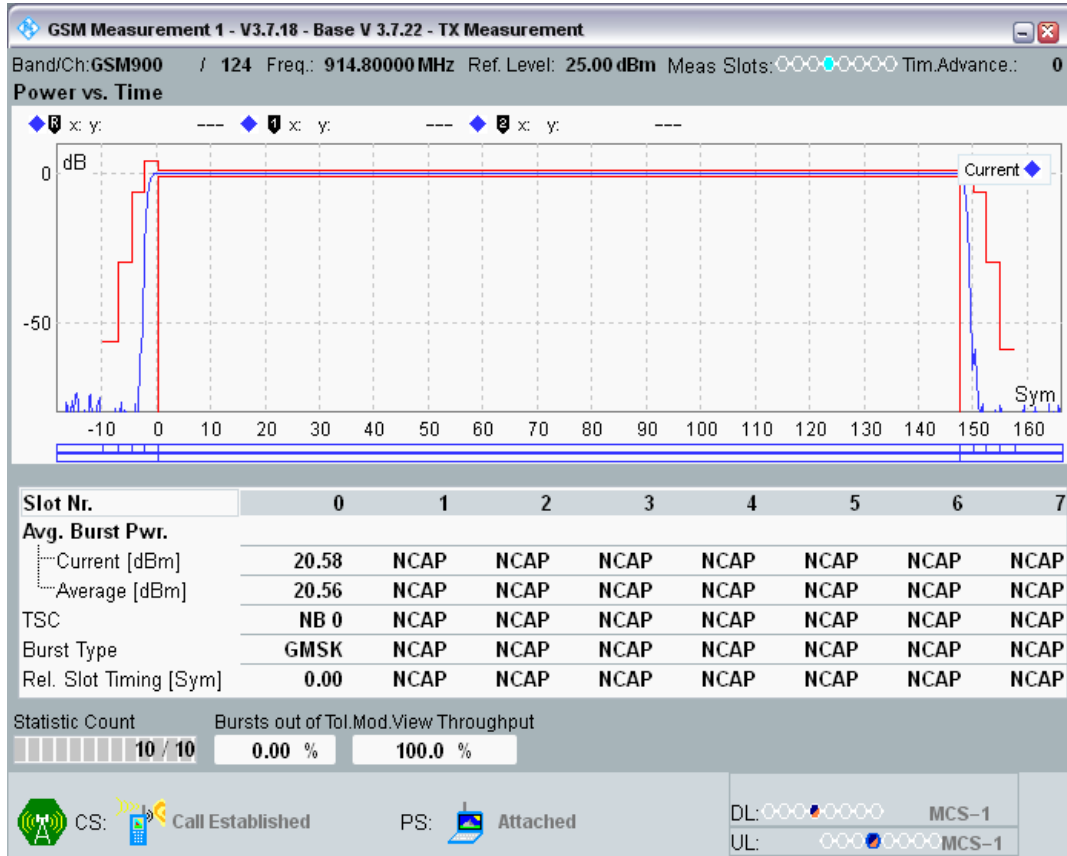 GSM Measurement 1 - V3.7.18 - Base V 3.7.22 - TX Measurement
Band/Ch:GSM900 / 124 Freq.: 914.80000 MHz Ref. Level: 25.00 dBm Meas Slots: Tim.Advance.: 0
Power vs. Time
R x: y: --- 1 x: y: --- 2 x: y: ---
dB
0
Current
-50
Sym
-10 0 10 20 30 40 50 60 70 80 90 100 110 120 130 140 150 160
Slot Nr. 0 1 2 3 4 5 6 7
Avg. Burst Pwr.
Current [dBm] 20.58 NCAP NCAP NCAP NCAP NCAP NCAP NCAP
Average [dBm] 20.56 NCAP NCAP NCAP NCAP NCAP NCAP NCAP
TSC NB 0 NCAP NCAP NCAP NCAP NCAP NCAP NCAP
Burst Type GMSK NCAP NCAP NCAP NCAP NCAP NCAP NCAP
Rel. Slot Timing [Sym] 0.00 NCAP NCAP NCAP NCAP NCAP NCAP NCAP
Statistic Count Bursts out of Tol. Mod.View Throughput
10 / 10 0.00 % 100.0 %
CS: Call Established PS: Attached
DL: MCS-1
UL: MCS-1